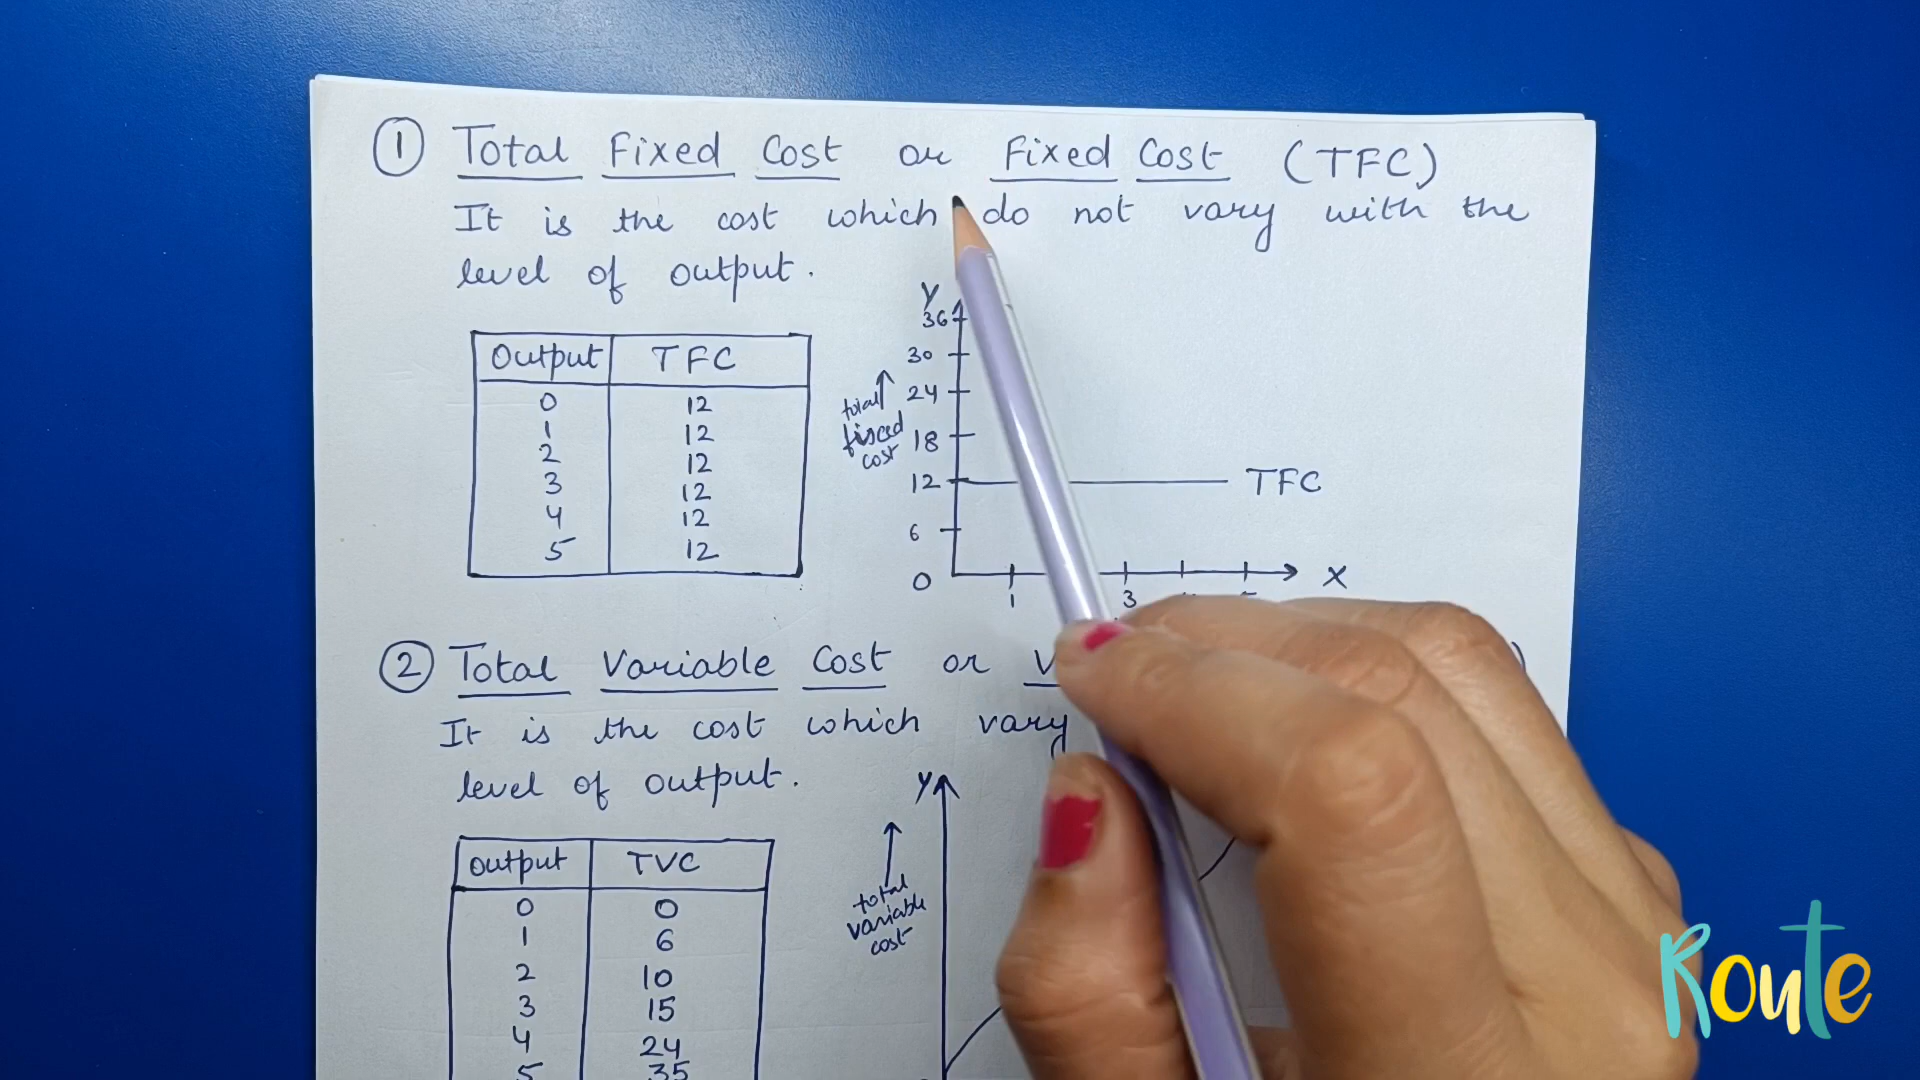 ① Total Fixed Cost or Fixed Cost (TFC)
It is the cost which do not vary with the
level of output.
Output TFC
0 12
1 12
2 12
3 12
4 12
5 12
Y
36
30
24
18
12
6
0
total
fixed
cost
TFC
1 3
X
② Total Variable Cost or
It is the cost which vary
level of output.
output TVC
0 0
1 6
2 10
3 15
4 24
5 35
Y
total
variable
cost
Route